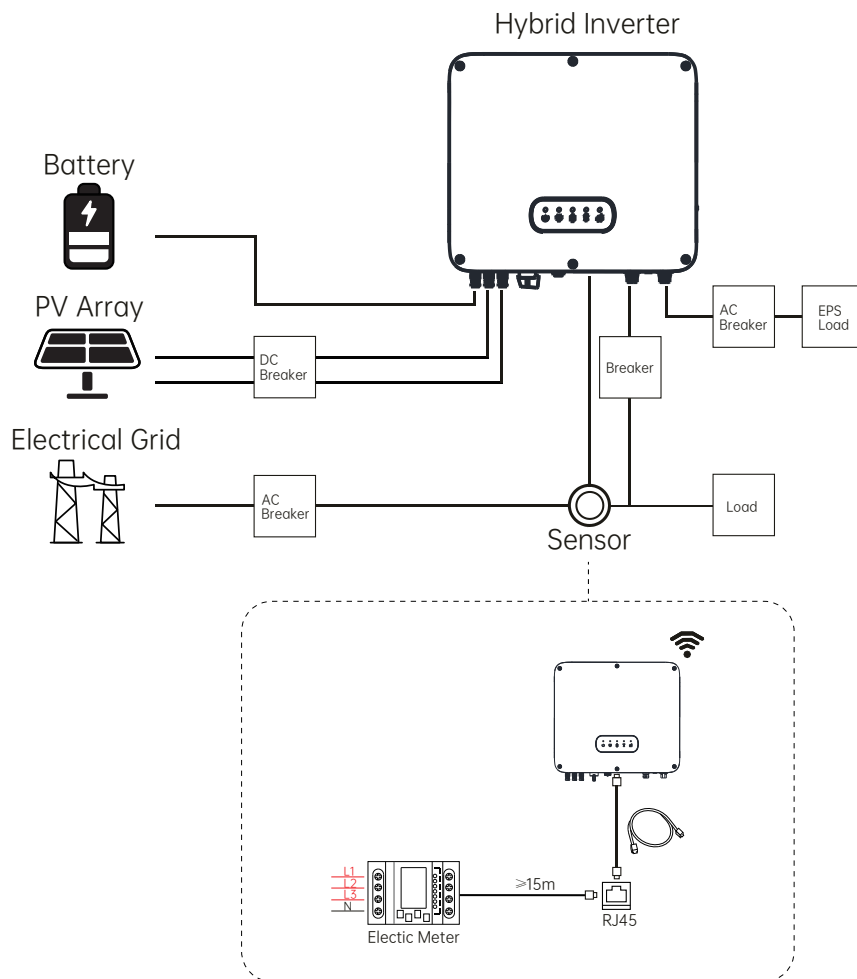 Hybrid Inverter
Battery
PV Array
DC
Breaker
Breaker
AC
Breaker
EPS
Load
Electrical Grid
AC
Breaker
Load
Sensor
L1
L2
L3
N
≥15m
RJ45
Electic Meter